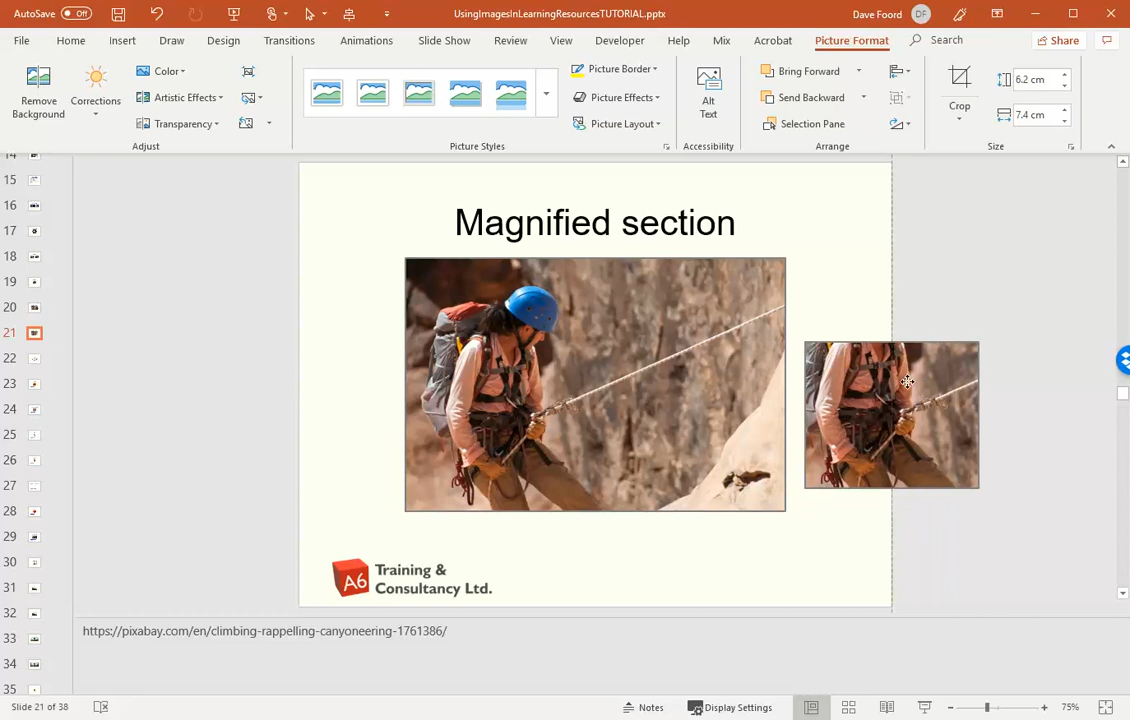 AutoSave Off UsingImagesInLearningResourcesTUTORIAL.pptx Dave Foord DF
File Home Insert Draw Design Transitions Animations Slide Show Review View Developer Help Mix Acrobat Picture Format Search Share
Remove Background
Corrections
Color
Artistic Effects
Transparency
Adjust
Picture Border
Picture Effects
Picture Layout
Picture Styles
Alt Text
Accessibility
Bring Forward
Send Backward
Selection Pane
Arrange
Crop
6.2 cm
7.4 cm
Size
14
15
16
17
18
19
20
21
22
23
24
25
26
27
28
29
30
31
32
33
34
35
Magnified section
A6 Training &
Consultancy Ltd.
https://pixabay.com/en/climbing-rappelling-canyoneering-1761386/
Slide 21 of 38 Notes Display Settings 75%